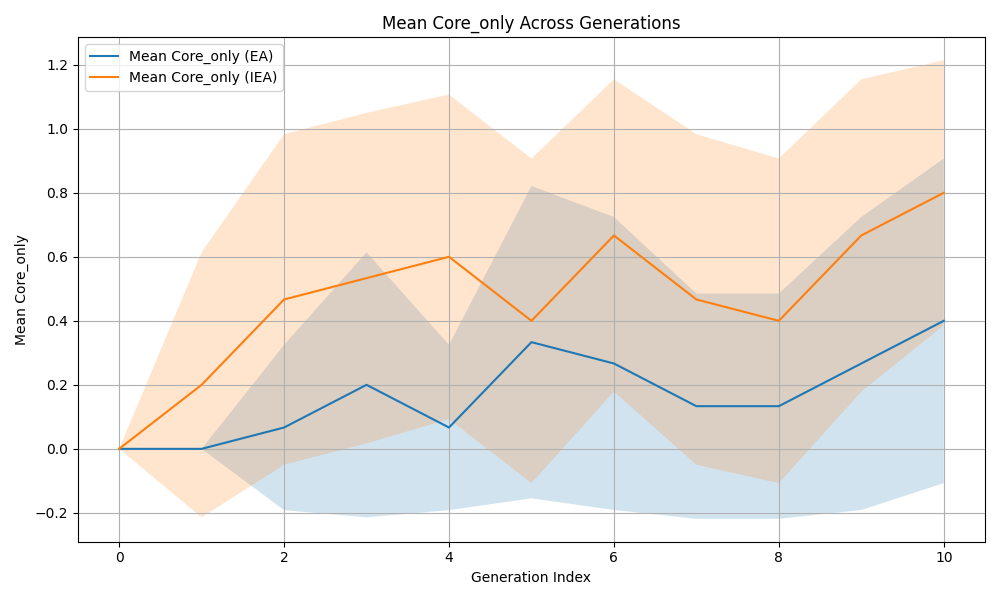 Mean Core_only Across Generations
Mean Core_only (EA)
Mean Core_only (IEA)
Mean Core_only
1.2
1.0
0.8
0.6
0.4
0.2
0.0
−0.2
0 2 4 6 8 10
Generation Index